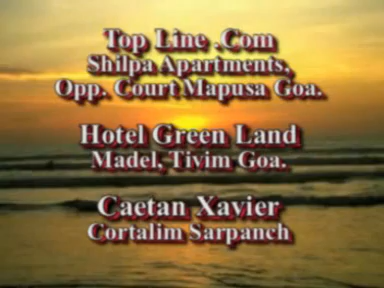 Top Line .Com
Shilpa Apartments,
Opp. Court Mapusa Goa.
Hotel Green Land
Madel, Tivim Goa.
Caetan Xavier
Cortalim Sarpanch